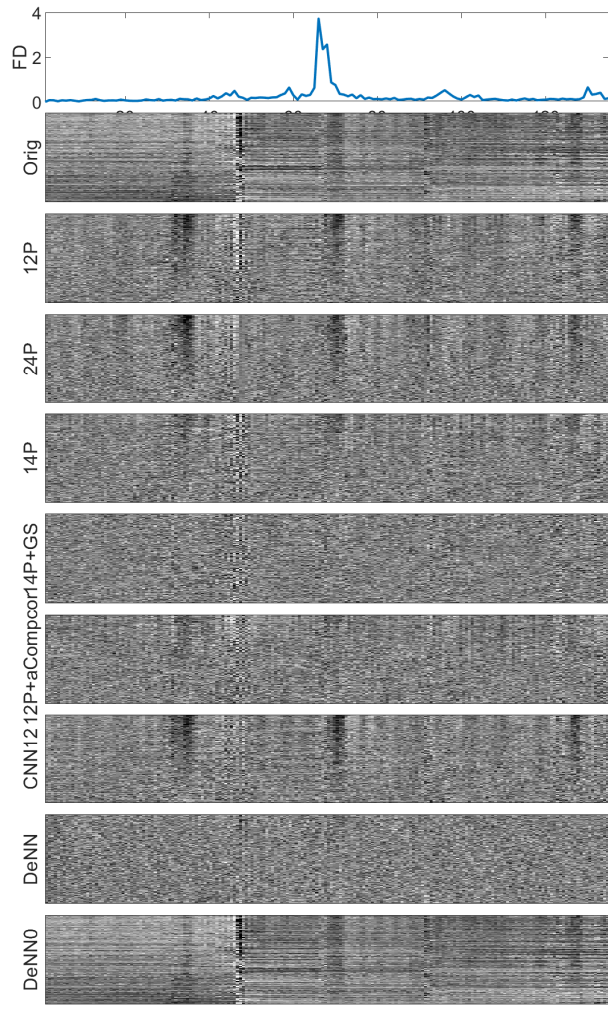 4
2
0
FD
Orig
12P
24P
14P
14P+GS
12P+aCompcor
CNN12
DeNN
DeNN0